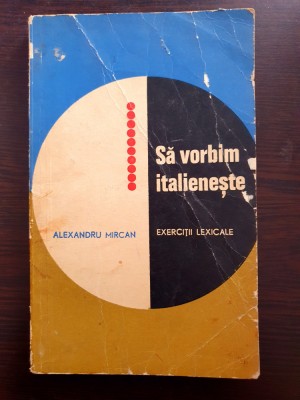 Să vorbim
italienește
ALEXANDRU MIRCAN
EXERCIȚII LEXICALE